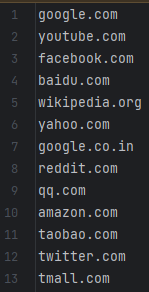 1 google.com
2 youtube.com
3 facebook.com
4 baidu.com
5 wikipedia.org
6 yahoo.com
7 google.co.in
8 reddit.com
9 qq.com
10 amazon.com
11 taobao.com
12 twitter.com
13 tmall.com